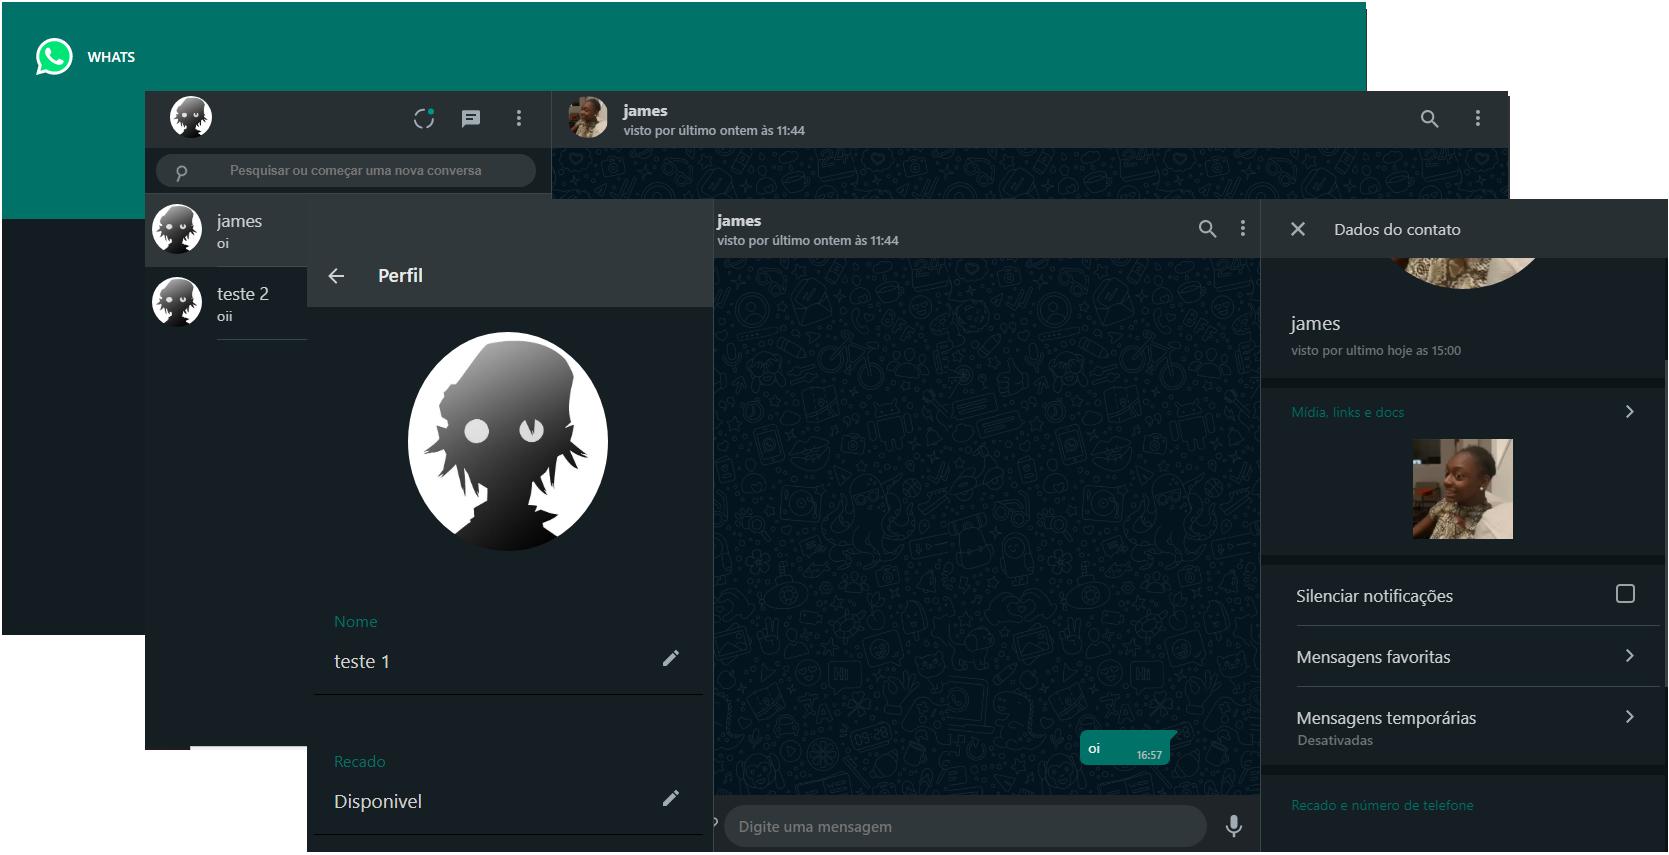 WHATS
james
visto por último ontem às 11:44
Pesquisar ou começar uma nova conversa
james
oi
teste 2
oii
Perfil
Nome
teste 1
Recado
Disponivel
james
visto por último ontem às 11:44
oi
16:57
Digite uma mensagem
Dados do contato
james
visto por ultimo hoje as 15:00
Mídia, links e docs
Silenciar notificações
Mensagens favoritas
Mensagens temporárias
Desativadas
Recado e número de telefone